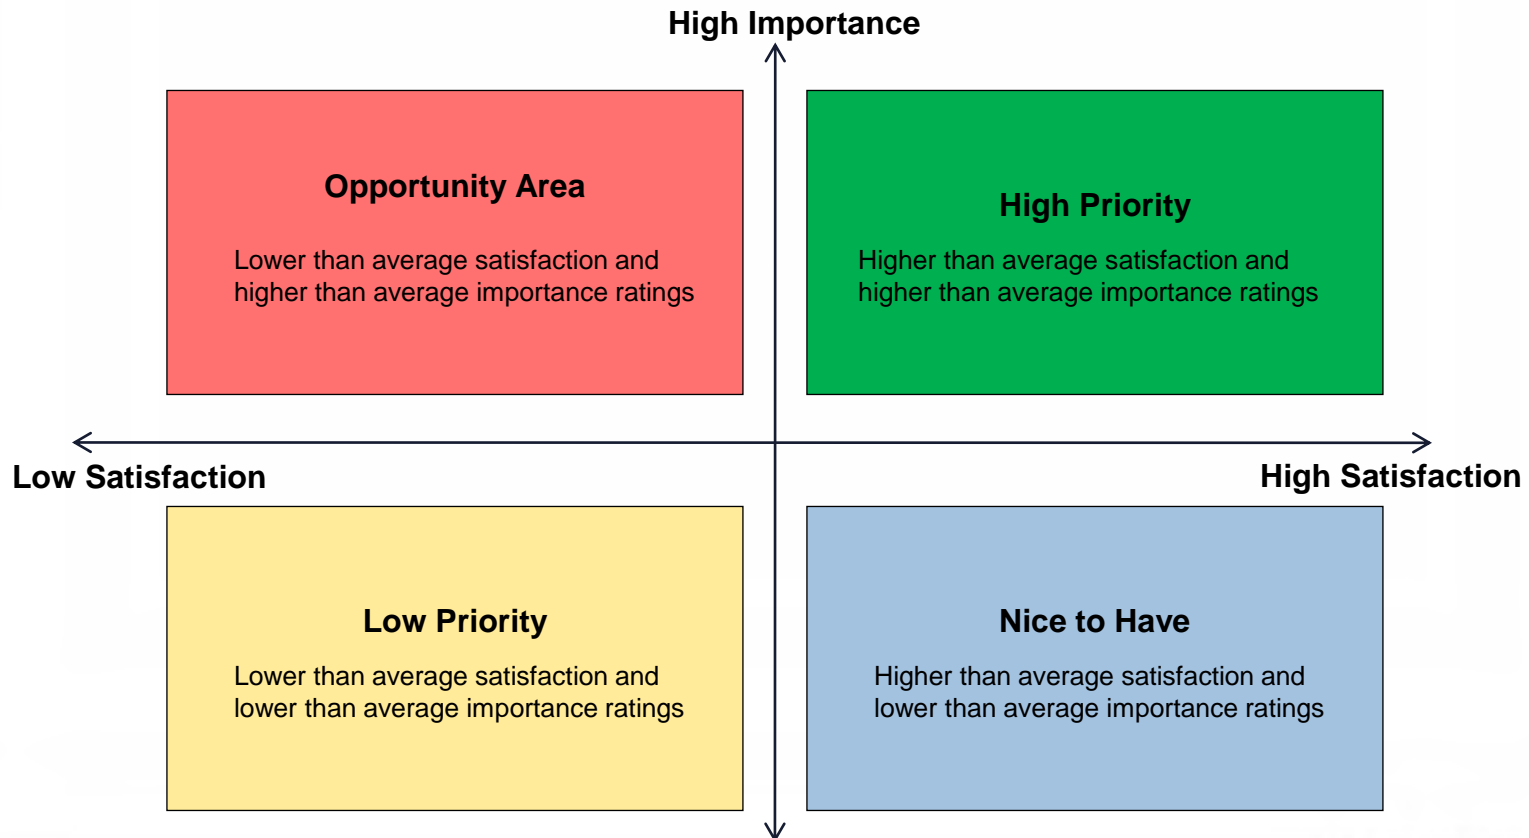 High Importance
Opportunity Area
Lower than average satisfaction and
higher than average importance ratings
High Priority
Higher than average satisfaction and
higher than average importance ratings
Low Satisfaction
High Satisfaction
Low Priority
Lower than average satisfaction and
lower than average importance ratings
Nice to Have
Higher than average satisfaction and
lower than average importance ratings